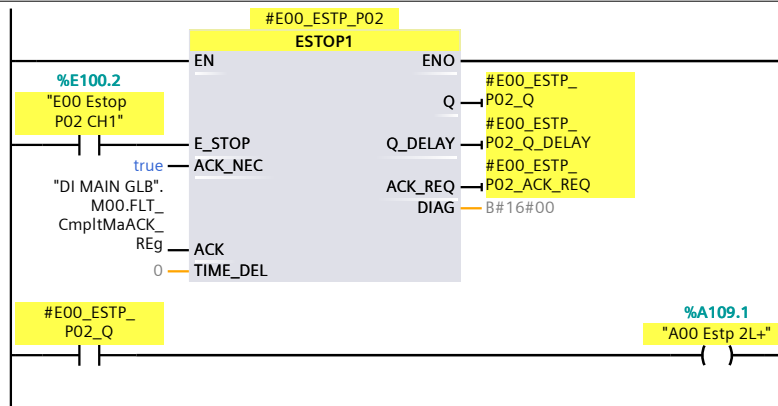 #E00_ESTP_P02
ESTOP1
EN
ENO
%E100.2
"E00 Estop
P02 CH1"
E_STOP
true
ACK_NEC
"DI MAIN GLB".
M00.FLT_
CmpltMaACK_
REg
ACK
0
TIME_DEL
Q
#E00_ESTP_
P02_Q
Q_DELAY
#E00_ESTP_
P02_Q_DELAY
ACK_REQ
#E00_ESTP_
P02_ACK_REQ
DIAG
B#16#00
#E00_ESTP_
P02_Q
%A109.1
"A00 Estp 2L+"